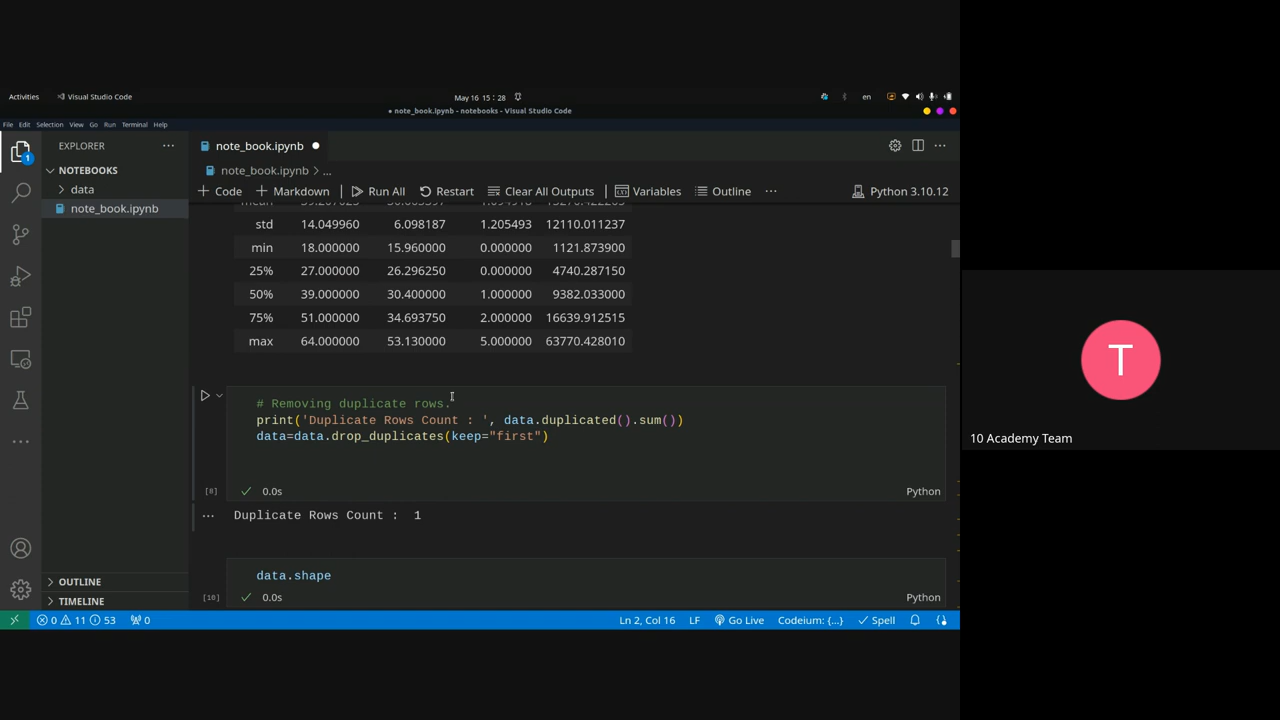 Activities
Visual Studio Code
May 16 15 : 28
en
● note_book.ipynb - notebooks - Visual Studio Code
File Edit Selection View Go Run Terminal Help
EXPLORER
NOTEBOOKS
data
note_book.ipynb
OUTLINE
TIMELINE
1
note_book.ipynb
note_book.ipynb > ...
+ Code
+ Markdown
Run All
Restart
Clear All Outputs
Variables
Outline
...
Python 3.10.12
std 14.049960 6.098187 1.205493 12110.011237
min 18.000000 15.960000 0.000000 1121.873900
25% 27.000000 26.296250 0.000000 4740.287150
50% 39.000000 30.400000 1.000000 9382.033000
75% 51.000000 34.693750 2.000000 16639.912515
max 64.000000 53.130000 5.000000 63770.428010
# Removing duplicate rows.
print('Duplicate Rows Count : ', data.duplicated().sum())
data=data.drop_duplicates(keep="first")
[8] 0.0s Python
Duplicate Rows Count : 1
data.shape
[10] 0.0s Python
0 11 53 0
Ln 2, Col 16 LF Go Live Codeium: {...} Spell
T
10 Academy Team